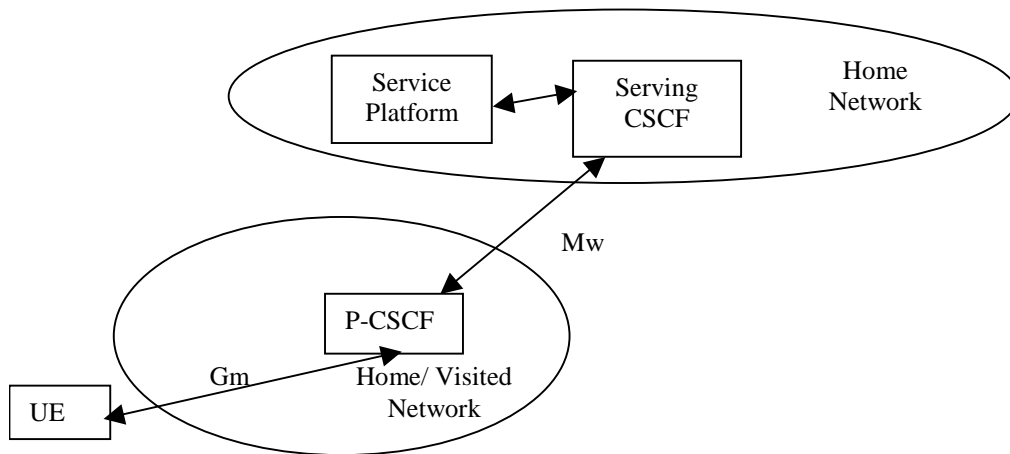 Service
Platform
Serving
CSCF
Home
Network
Mw
P-CSCF
Gm
Home/ Visited
Network
UE